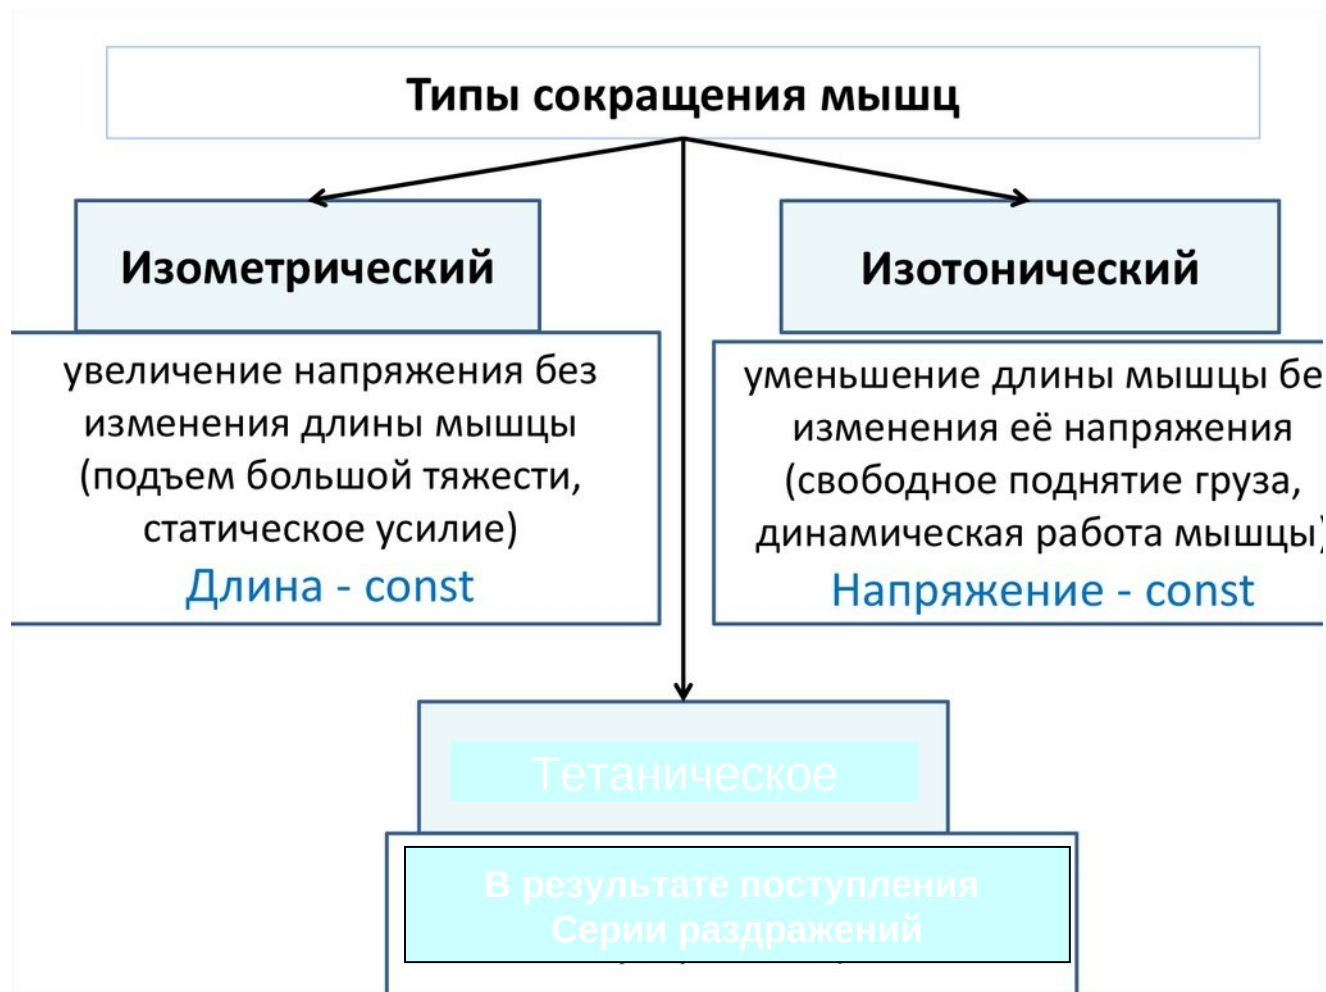 Типы сокращения мышц
Изометрический
увеличение напряжения без
изменения длины мышцы
(подъем большой тяжести,
статическое усилие)
Длина - const
Изотонический
уменьшение длины мышцы бе
изменения её напряжения
(свободное поднятие груза,
динамическая работа мышцы)
Напряжение - const
Тетаническое
В результате поступления
Серии раздражений